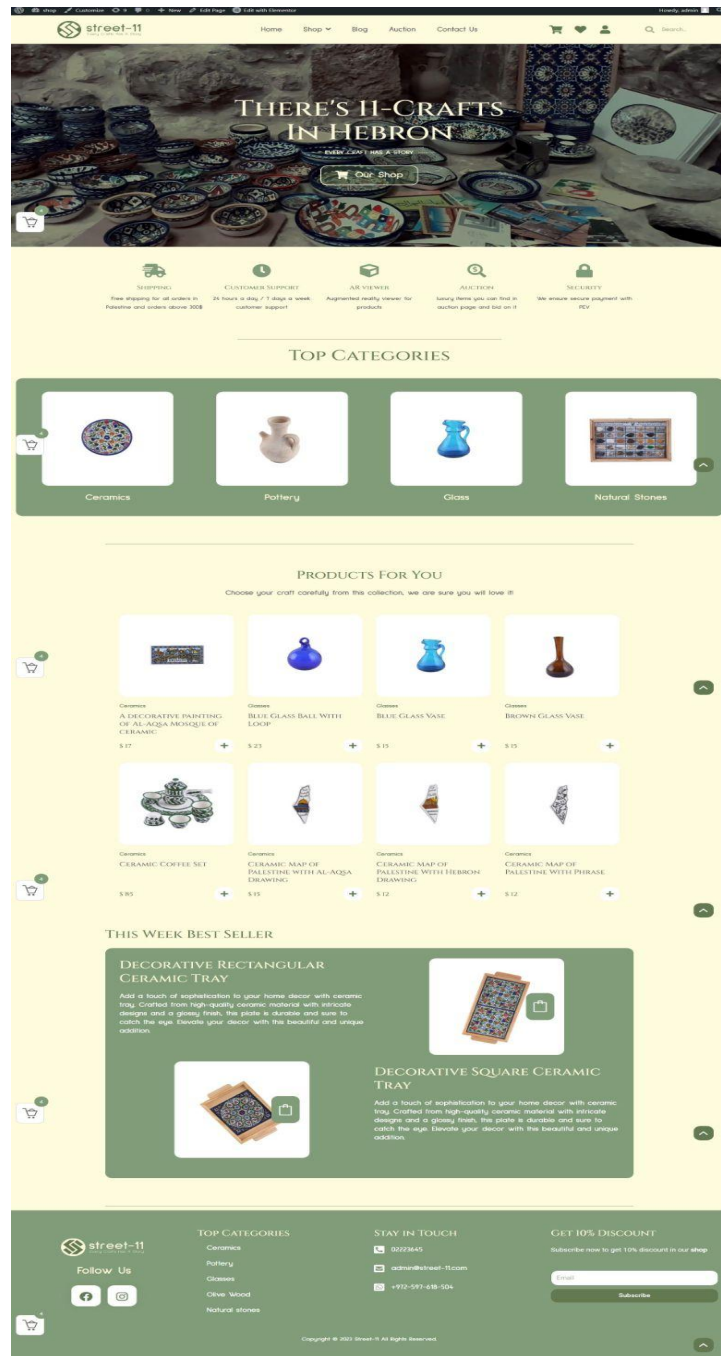 shop
Customize
9
0
New
Edit Page
Edit with Elementor
Howdy, admin
street-11
Home
Shop
Blog
Auction
Contact Us
Search...
There's 11-Crafts
In Hebron
EVERY CRAFT HAS A STORY
Our Shop
Shipping
Free shipping for all orders in
Palestine and orders above 300$
Customer Support
24 hours a day / 7 days a week
customer support
AR viewer
Augmented reality viewer for
products
Auction
luxury items you can find in
auction page and bid on it
Security
We ensure secure payment with
PEV
Top Categories
Ceramics
Pottery
Glass
Natural Stones
Products For You
Choose your craft carefully from this collection, we are sure you will love it!
Ceramics
A decorative painting
of Al-Aqsa Mosque of
ceramic
$ 17
Glasses
Blue Glass Ball With
Loop
$ 23
Glasses
Blue Glass Vase
$ 15
Glasses
Brown Glass Vase
$ 15
Ceramics
Ceramic Coffee Set
$ 85
Ceramics
Ceramic Map of
Palestine with Al-Aqsa
Drawing
$ 15
Ceramics
Ceramic Map of
Palestine With Hebron
Drawing
$ 12
Ceramics
Ceramic Map of
Palestine With Phrase
$ 12
This Week Best Seller
Decorative Rectangular
Ceramic Tray
Add a touch of sophistication to your home decor with ceramic
tray. Crafted from high-quality ceramic material with intricate
designs and a glossy finish, this plate is durable and sure to
catch the eye. Elevate your decor with this beautiful and unique
addition.
Decorative Square Ceramic
Tray
Add a touch of sophistication to your home decor with ceramic
tray. Crafted from high-quality ceramic material with intricate
designs and a glossy finish, this plate is durable and sure to
catch the eye. Elevate your decor with this beautiful and unique
addition.
street-11
Follow Us
Top Categories
Ceramics
Pottery
Glasses
Olive Wood
Natural stones
Stay in Touch
02223645
admin@street-11.com
+972-597-618-504
Get 10% Discount
Subscribe now to get 10% discount in our shop
Email
Subscribe
Copyright © 2023 Street-11 All Rights Reserved.